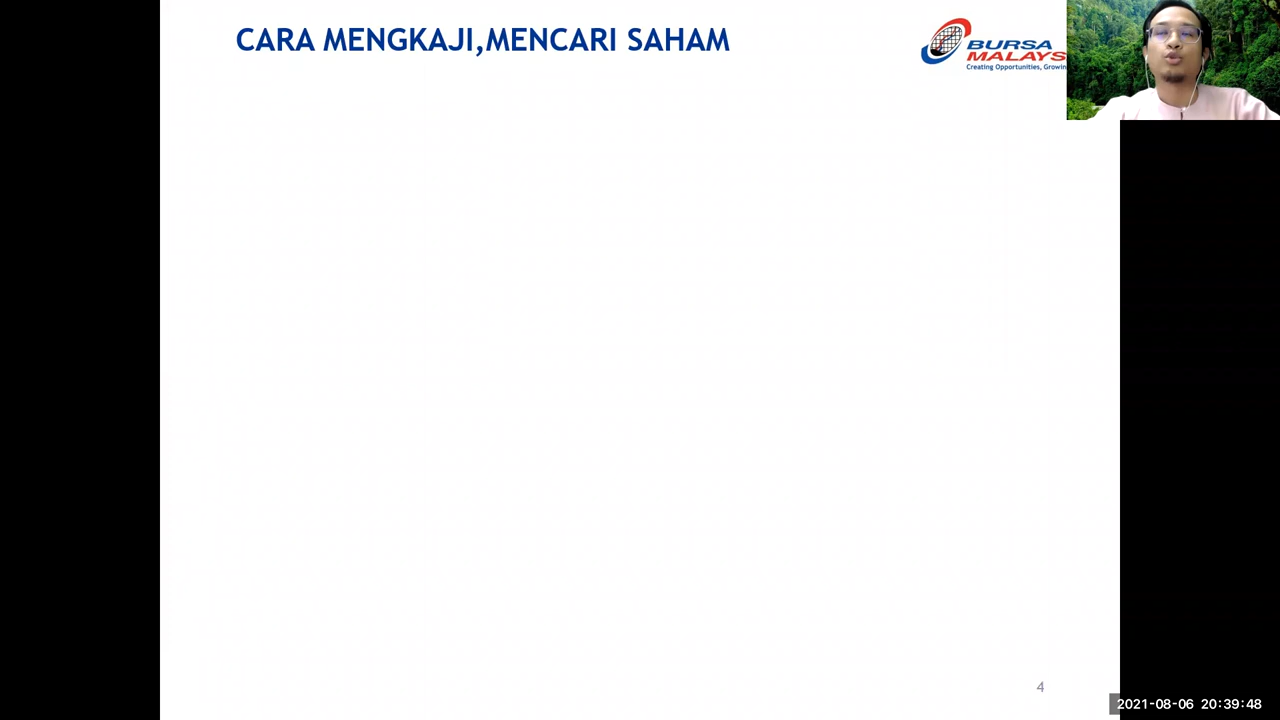 CARA MENGKAJI,MENCARI SAHAM
BURSA
MALAYS
Creating Opportunities, Growin
4
2021-08-06 20:39:48